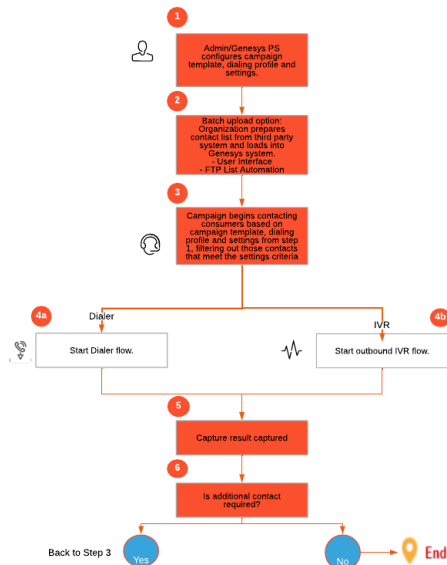 1
Admin/Genesys PS
configures campaign
template, dialing profile and
settings.
2
Batch upload option:
Organization prepares
contact list from third party
system and loads into
Genesys system.
- User Interface
- FTP List Automation
3
Campaign begins contacting
consumers based on
campaign template, dialing
profile and settings from step
1, filtering out those contacts
that meet the settings criteria
4a
Dialer
Start Dialer flow.
4b
IVR
Start outbound IVR flow.
5
Capture result captured
6
Is additional contact
required?
Back to Step 3
Yes
No
End